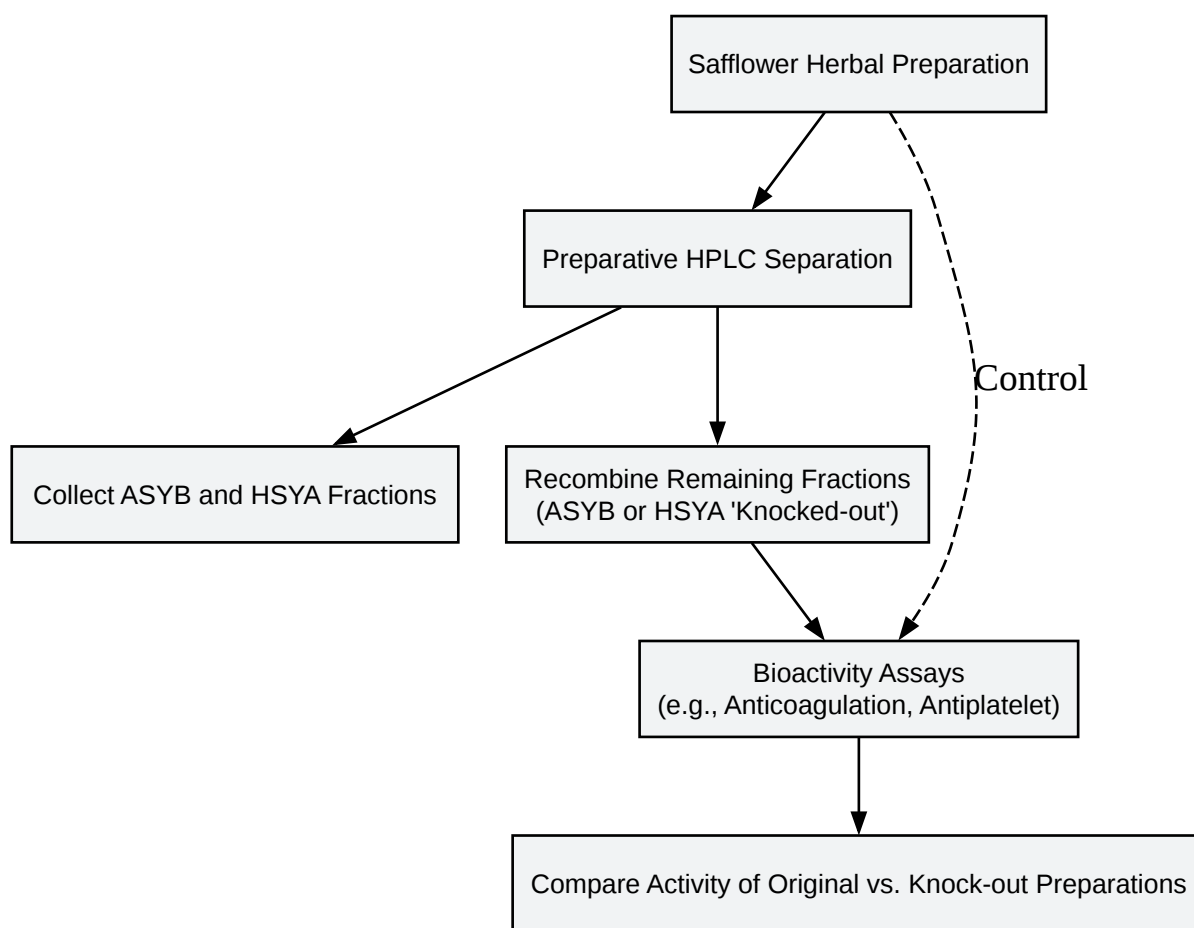 Safflower Herbal Preparation
Preparative HPLC Separation
Control
Collect ASYB and HSYA Fractions
Recombine Remaining Fractions
(ASYB or HSYA 'Knocked-out')
Bioactivity Assays
(e.g., Anticoagulation, Antiplatelet)
Compare Activity of Original vs. Knock-out Preparations